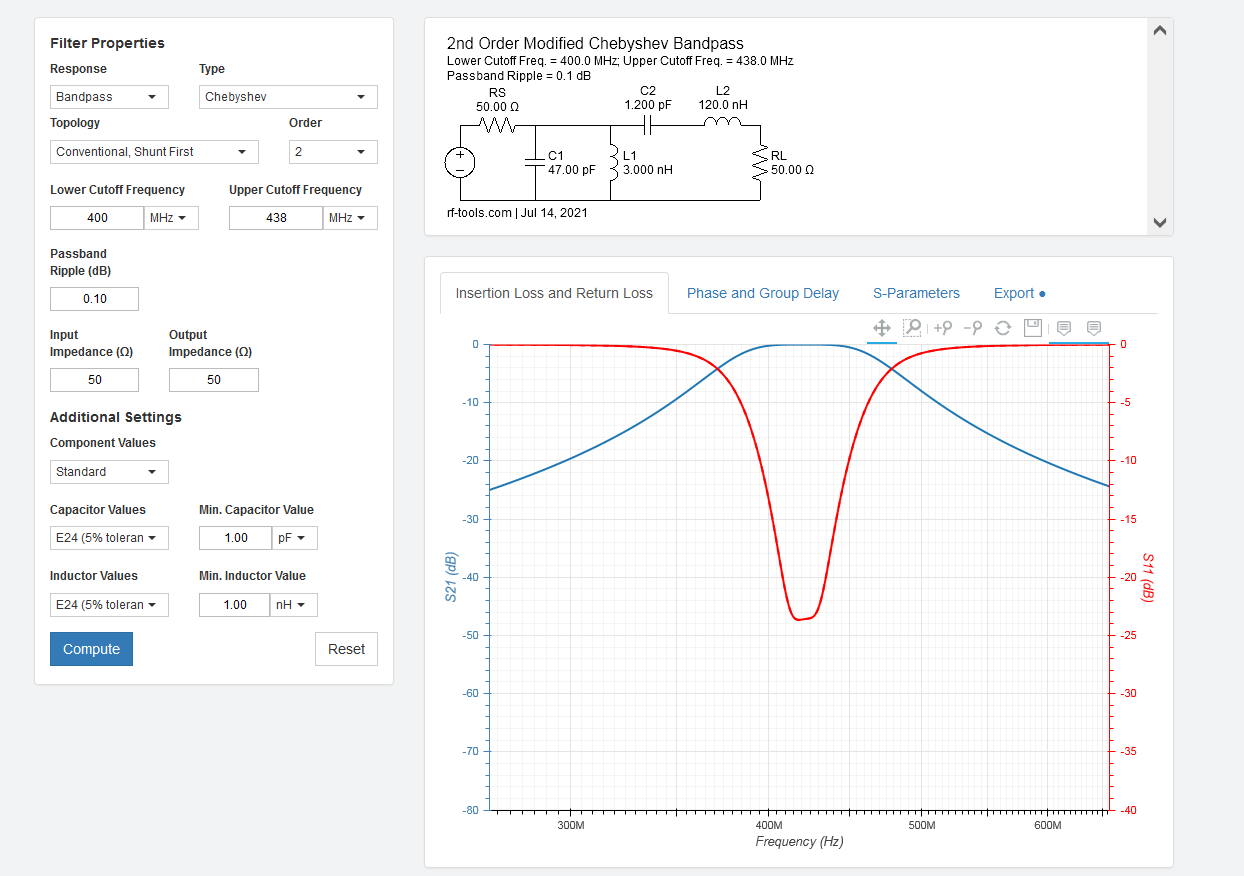 Filter Properties
Response Type
Bandpass Chebyshev
Topology Order
Conventional, Shunt First 2
Lower Cutoff Frequency Upper Cutoff Frequency
400 MHz 438 MHz
Passband
Ripple (dB)
0.10
Input Output
Impedance (Ω) Impedance (Ω)
50 50
Additional Settings
Component Values
Standard
Capacitor Values Min. Capacitor Value
E24 (5% toleran 1.00 pF
Inductor Values Min. Inductor Value
E24 (5% toleran 1.00 nH
Compute Reset
2nd Order Modified Chebyshev Bandpass
Lower Cutoff Freq. = 400.0 MHz; Upper Cutoff Freq. = 438.0 MHz
Passband Ripple = 0.1 dB
RS C2 L2
50.00 Ω 1.200 pF 120.0 nH
C1 L1 RL
47.00 pF 3.000 nH 50.00 Ω
rf-tools.com | Jul 14, 2021
Insertion Loss and Return Loss Phase and Group Delay S-Parameters Export
0 0
-10 -5
-20 -10
-30 -15
-40 -20
-50 -25
-60 -30
-70 -35
-80 -40
S21 (dB)
S11 (dB)
300M 400M 500M 600M
Frequency (Hz)